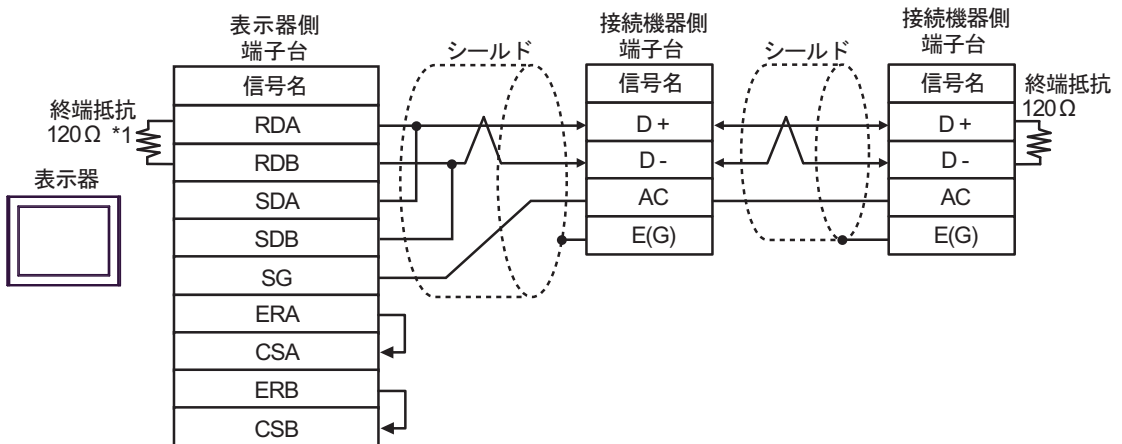 表示器側
端子台
信号名
RDA
RDB
SDA
SDB
SG
ERA
CSA
ERB
CSB
終端抵抗
120Ω *1
表示器
シールド
接続機器側
端子台
信号名
D +
D -
AC
E(G)
シールド
接続機器側
端子台
信号名
D +
D -
AC
E(G)
終端抵抗
120Ω